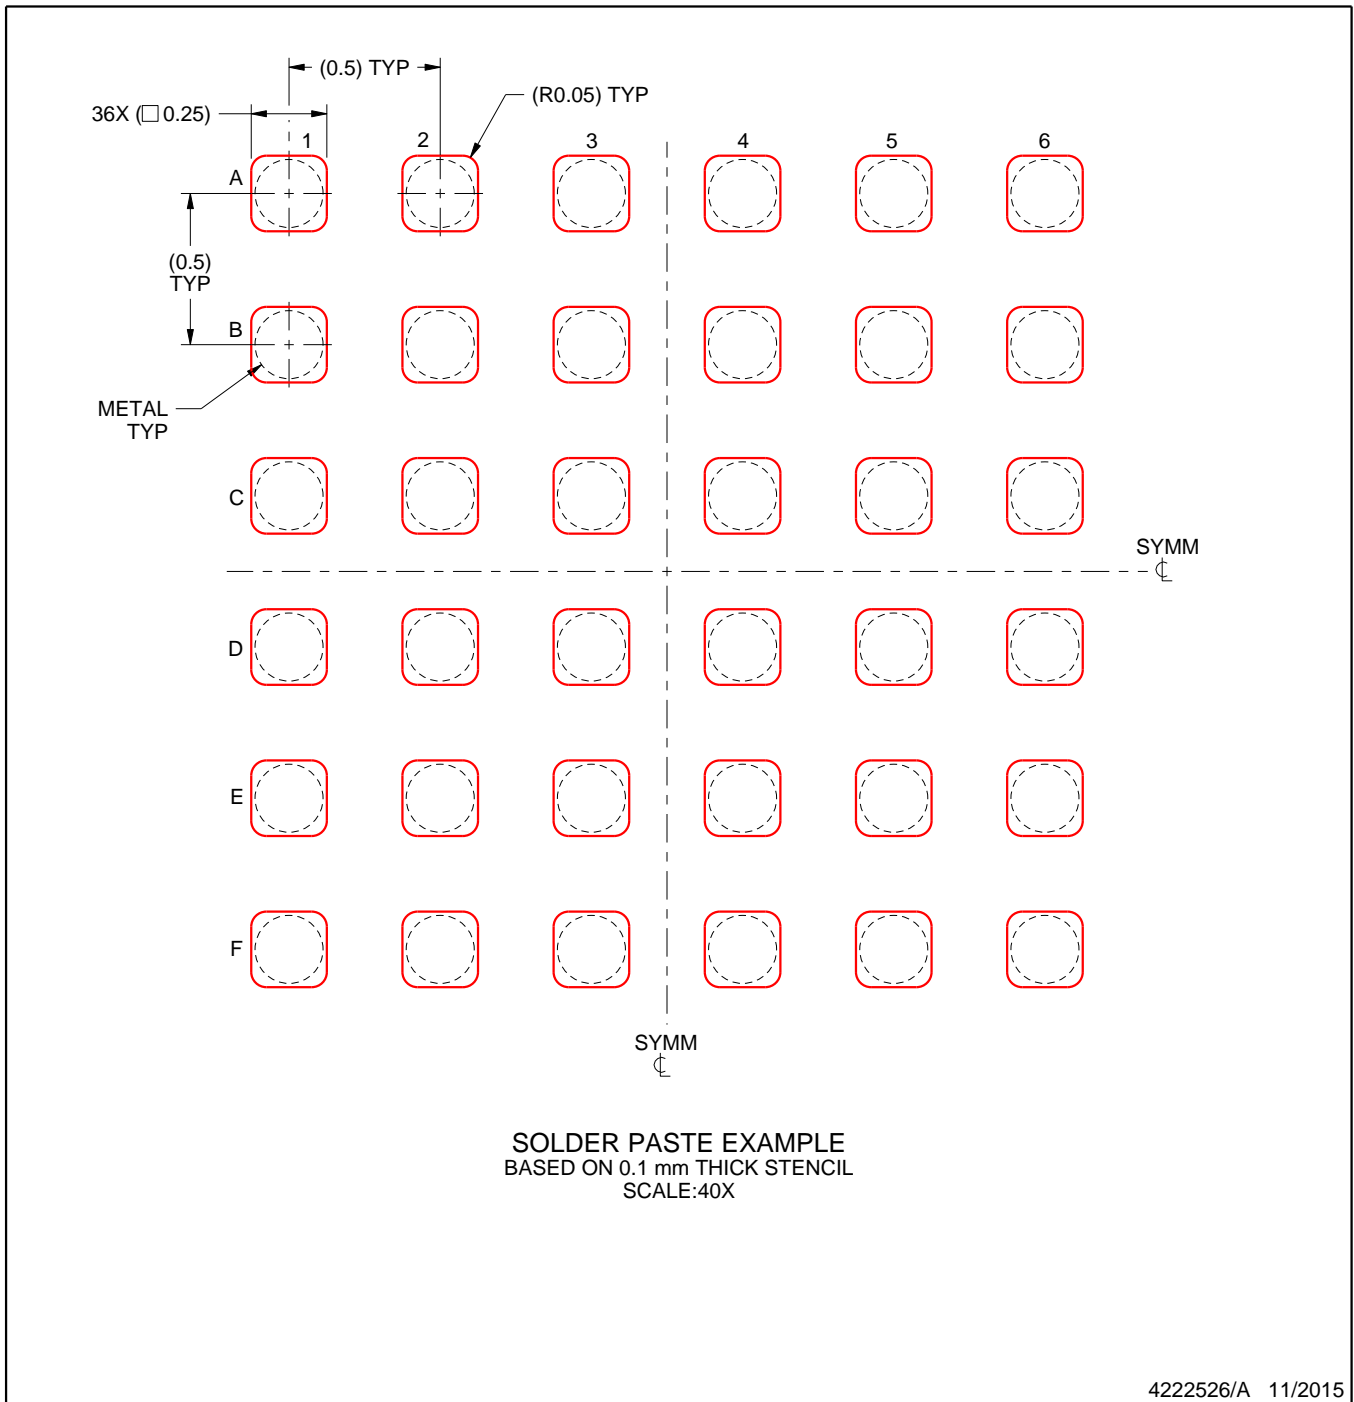 (0.5) TYP
(R0.05) TYP
36X (□ 0.25)
1 2 3 4 5 6
A
(0.5)
TYP
B
METAL
TYP
C
SYMM
℄
D
E
F
SYMM
℄
SOLDER PASTE EXAMPLE
BASED ON 0.1 mm THICK STENCIL
SCALE:40X
4222526/A 11/2015